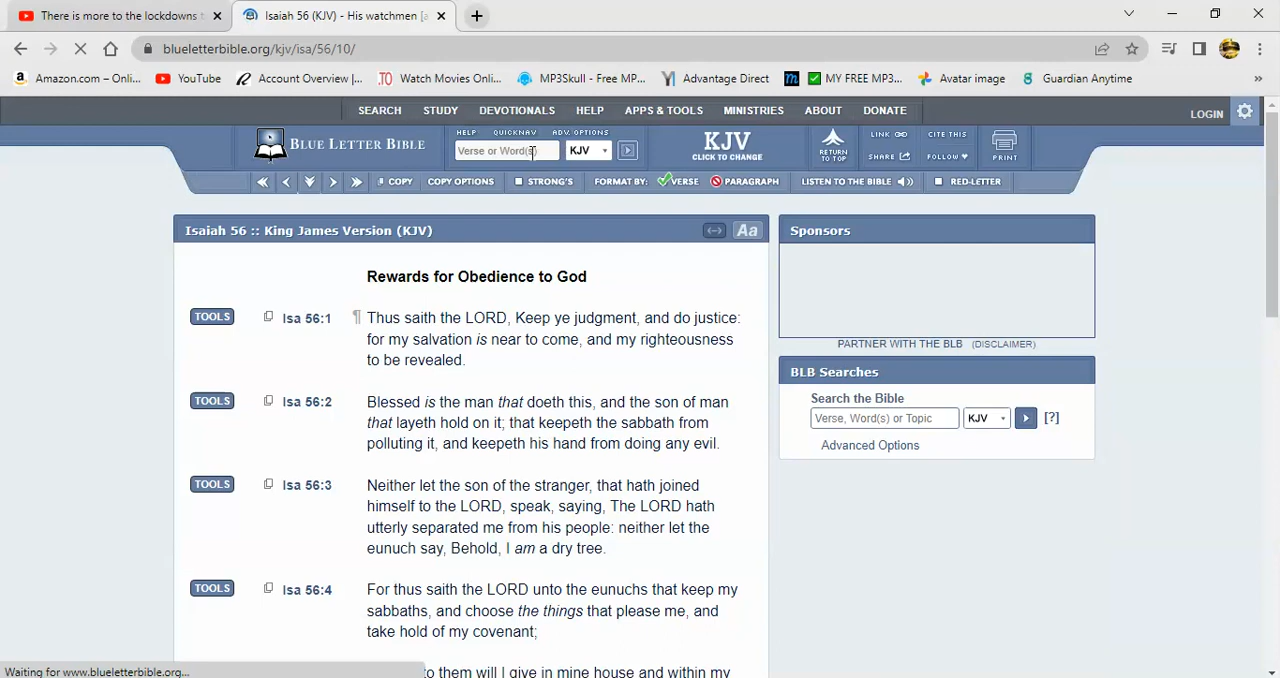 There is more to the lockdowns t
Isaiah 56 (KJV) - His watchmen [a
blueletterbible.org/kjv/isa/56/10/
Amazon.com – Onli... YouTube Account Overview |... Watch Movies Onlin... MP3Skull - Free MP... Advantage Direct MY FREE MP3... Avatar image Guardian Anytime »
SEARCH STUDY DEVOTIONALS HELP APPS & TOOLS MINISTRIES ABOUT DONATE LOGIN
HELP QUICKNAV ADV. OPTIONS
BLUE LETTER BIBLE Verse or Word(s) KJV
KJV
CLICK TO CHANGE
RETURN TO TOP
LINK CITE THIS
SHARE FOLLOW PRINT
COPY COPY OPTIONS STRONG'S FORMAT BY: VERSE PARAGRAPH LISTEN TO THE BIBLE RED-LETTER
Isaiah 56 :: King James Version (KJV) Aa
Rewards for Obedience to God
TOOLS Isa 56:1 ¶ Thus saith the LORD, Keep ye judgment, and do justice:
for my salvation is near to come, and my righteousness
to be revealed.
TOOLS Isa 56:2 Blessed is the man that doeth this, and the son of man
that layeth hold on it; that keepeth the sabbath from
polluting it, and keepeth his hand from doing any evil.
TOOLS Isa 56:3 Neither let the son of the stranger, that hath joined
himself to the LORD, speak, saying, The LORD hath
utterly separated me from his people: neither let the
eunuch say, Behold, I am a dry tree.
TOOLS Isa 56:4 For thus saith the LORD unto the eunuchs that keep my
sabbaths, and choose the things that please me, and
take hold of my covenant;
to them will I give in mine house and within my
Sponsors
PARTNER WITH THE BLB (DISCLAIMER)
BLB Searches
Search the Bible
Verse, Word(s) or Topic KJV [?]
Advanced Options
Waiting for www.blueletterbible.org...